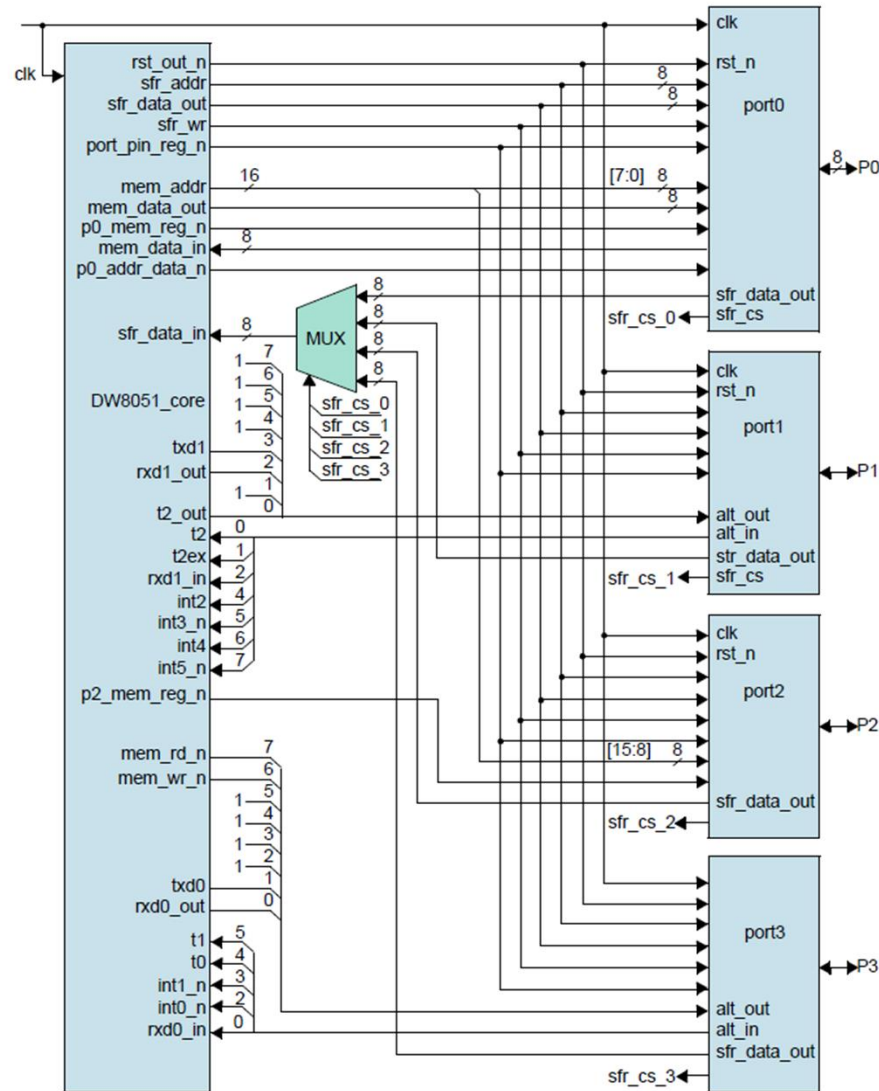 clk
rst_out_n
sfr_addr
sfr_data_out
sfr_wr
port_pin_reg_n
mem_addr
mem_data_out
p0_mem_reg_n
mem_data_in
p0_addr_data_n
sfr_data_in
DW8051_core
txd1
rxd1_out
t2_out
t2
t2ex
rxd1_in
int2
int3_n
int4
int5_n
p2_mem_reg_n
mem_rd_n
mem_wr_n
txd0
rxd0_out
t1
t0
int1_n
int0_n
rxd0_in
16
8
8
1 7
1 6
1 5
1 4
3
2
1 1
0
0
1
2
4
5
6
7
7
6
1 5
1 4
1 3
1 2
1
0
5
4
3
2
0
MUX
8
8
8
8
sfr_cs_0
sfr_cs_1
sfr_cs_2
sfr_cs_3
8
8
[7:0] 8
8
clk
rst_n
port0
8
P0
sfr_data_out
sfr_cs
sfr_cs_0
clk
rst_n
port1
P1
alt_out
alt_in
str_data_out
sfr_cs
sfr_cs_1
clk
rst_n
port2
P2
[15:8] 8
sfr_data_out
sfr_cs_2
port3
P3
alt_out
alt_in
sfr_data_out
sfr_cs_3